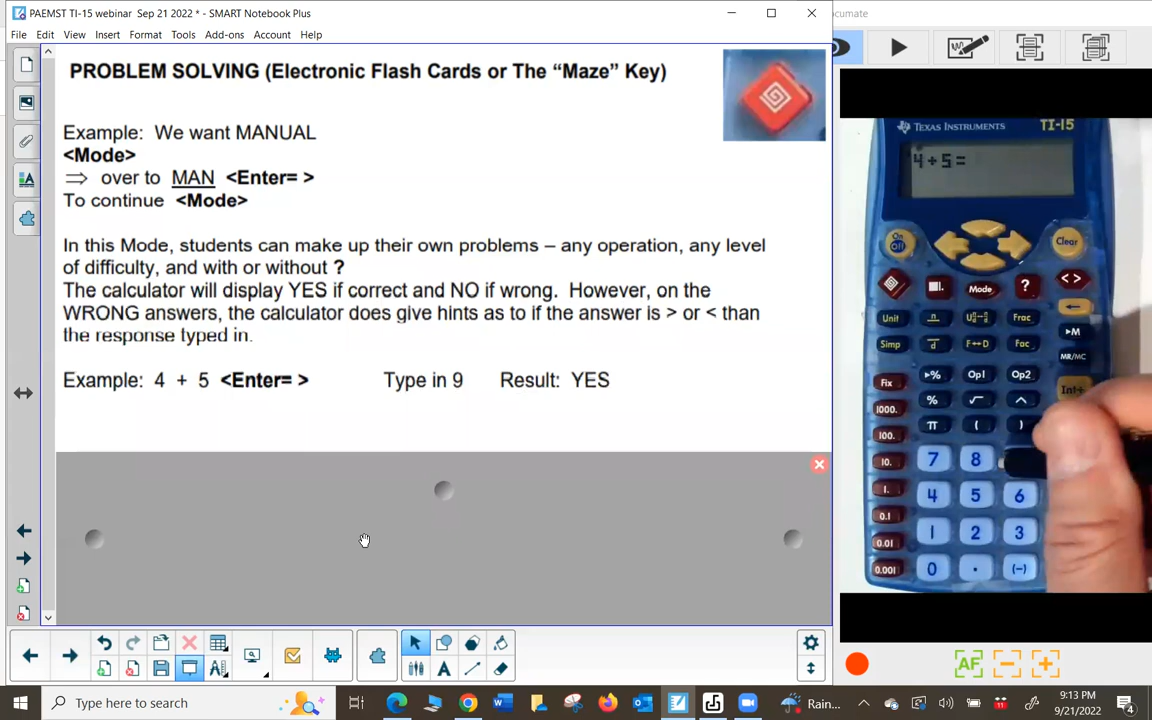 PAEMST TI-15 webinar Sep 21 2022 * - SMART Notebook Plus
ocumate
File Edit View Insert Format Tools Add-ons Account Help
PROBLEM SOLVING (Electronic Flash Cards or The “Maze” Key)
Example: We want MANUAL
<Mode>
⇒ over to MAN <Enter= >
To continue <Mode>
In this Mode, students can make up their own problems – any operation, any level
of difficulty, and with or without ?
The calculator will display YES if correct and NO if wrong. However, on the
WRONG answers, the calculator does give hints as to if the answer is > or < than
the response typed in.
Example: 4 + 5 <Enter= > Type in 9 Result: YES
TEXAS INSTRUMENTS TI-15
4+5=
On
Off
Clear
Mode ? < >
Unit n Frac
Simp d F↔D Fac ▸M
MR/MC
▸% Op1 Op2
Fix % √ ^ Int÷
1000. π ( )
100.
10. 7 8
1. 4 5 6
0.1
0.01 1 2 3
0.001 0 . (−)
AF
Type here to search
Rain...
9:13 PM
9/21/2022
4